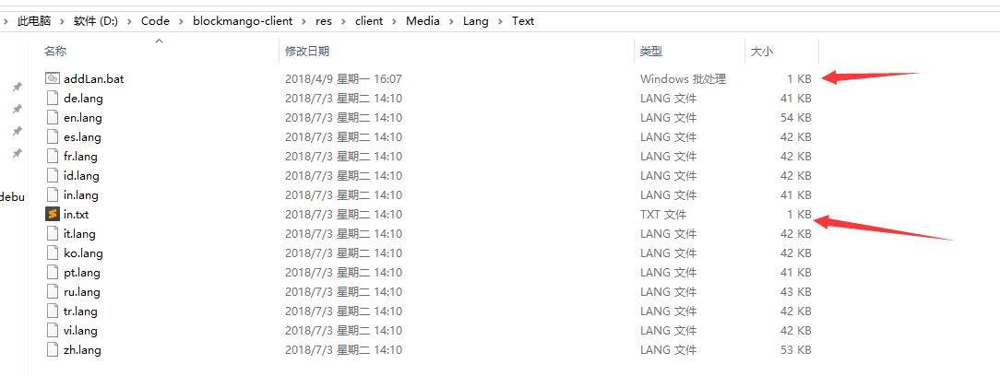 此电脑 › 软件 (D:) › Code › blockmango-client › res › client › Media › Lang › Text
名称 修改日期 类型 大小
addLan.bat 2018/4/9 星期一 16:07 Windows 批处理 1 KB
de.lang 2018/7/3 星期二 14:10 LANG 文件 41 KB
en.lang 2018/7/3 星期二 14:10 LANG 文件 54 KB
es.lang 2018/7/3 星期二 14:10 LANG 文件 42 KB
fr.lang 2018/7/3 星期二 14:10 LANG 文件 42 KB
id.lang 2018/7/3 星期二 14:10 LANG 文件 42 KB
in.lang 2018/7/3 星期二 14:10 LANG 文件 41 KB
debu
in.txt 2018/7/3 星期二 14:10 TXT 文件 1 KB
it.lang 2018/7/3 星期二 14:10 LANG 文件 42 KB
ko.lang 2018/7/3 星期二 14:10 LANG 文件 42 KB
pt.lang 2018/7/3 星期二 14:10 LANG 文件 41 KB
ru.lang 2018/7/3 星期二 14:10 LANG 文件 43 KB
tr.lang 2018/7/3 星期二 14:10 LANG 文件 42 KB
vi.lang 2018/7/3 星期二 14:10 LANG 文件 42 KB
zh.lang 2018/7/3 星期二 14:10 LANG 文件 53 KB